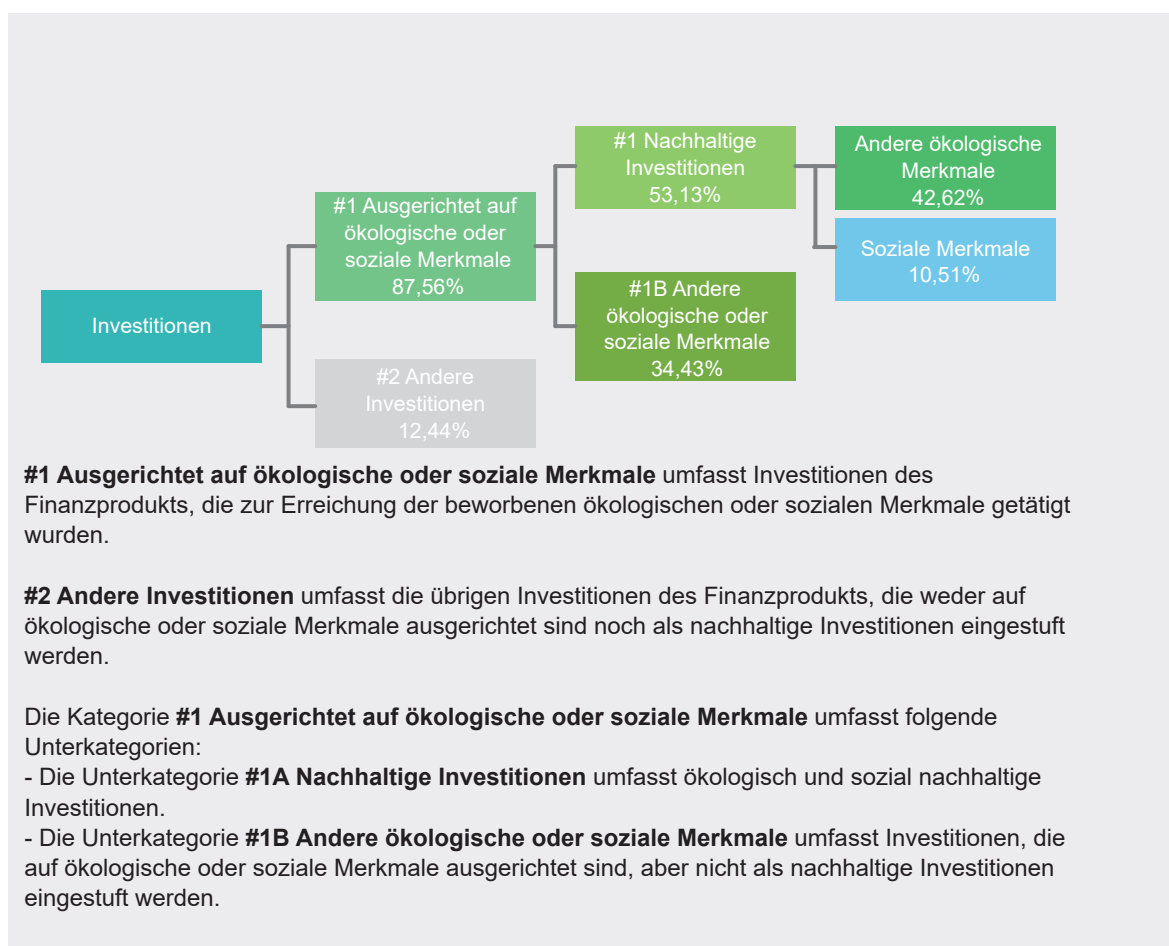 Investitionen
#1 Ausgerichtet auf
ökologische oder
soziale Merkmale
87,56%
#2 Andere
Investitionen
12,44%
#1 Nachhaltige
Investitionen
53,13%
#1B Andere
ökologische oder
soziale Merkmale
34,43%
Andere ökologische
Merkmale
42,62%
Soziale Merkmale
10,51%
#1 Ausgerichtet auf ökologische oder soziale Merkmale umfasst Investitionen des
Finanzprodukts, die zur Erreichung der beworbenen ökologischen oder sozialen Merkmale getätigt
wurden.
#2 Andere Investitionen umfasst die übrigen Investitionen des Finanzprodukts, die weder auf
ökologische oder soziale Merkmale ausgerichtet sind noch als nachhaltige Investitionen eingestuft
werden.
Die Kategorie #1 Ausgerichtet auf ökologische oder soziale Merkmale umfasst folgende
Unterkategorien:
- Die Unterkategorie #1A Nachhaltige Investitionen umfasst ökologisch und sozial nachhaltige
Investitionen.
- Die Unterkategorie #1B Andere ökologische oder soziale Merkmale umfasst Investitionen, die
auf ökologische oder soziale Merkmale ausgerichtet sind, aber nicht als nachhaltige Investitionen
eingestuft werden.